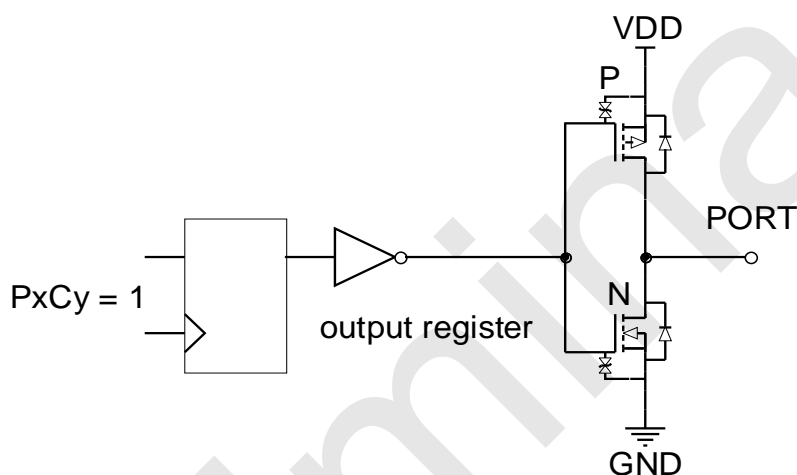 VDD
P
PORT
PxCy = 1
N
output register
GND